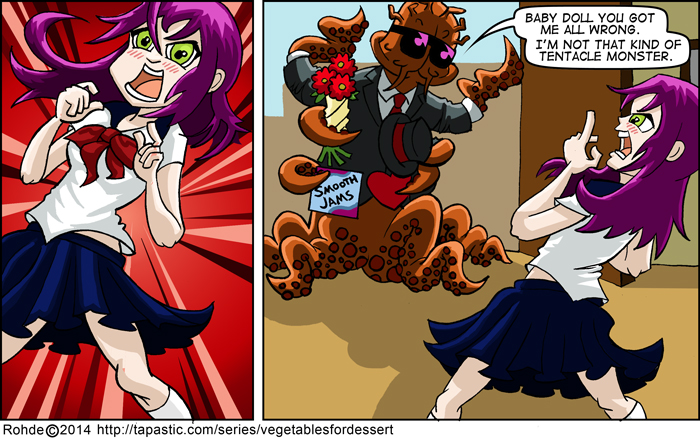 BABY DOLL YOU GOT
ME ALL WRONG.
I'M NOT THAT KIND OF
TENTACLE MONSTER.
SMOOTH
JAMS
Rohde©2014 http://tapastic.com/series/vegetablesfordessert